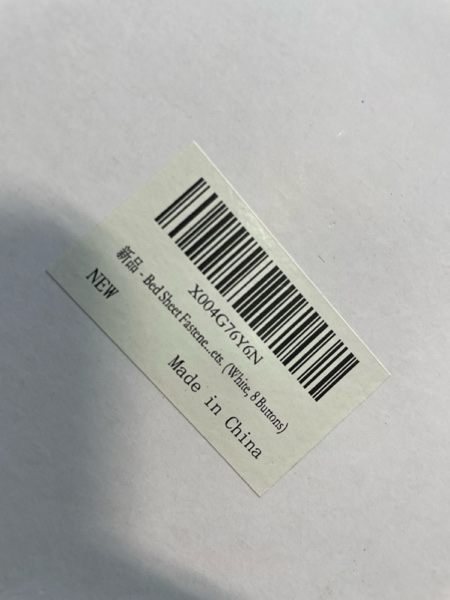 X004G76Y6N
新品 - Bed Sheet Fastene...ets. (White, 8 Buttons)
NEW
Made in China